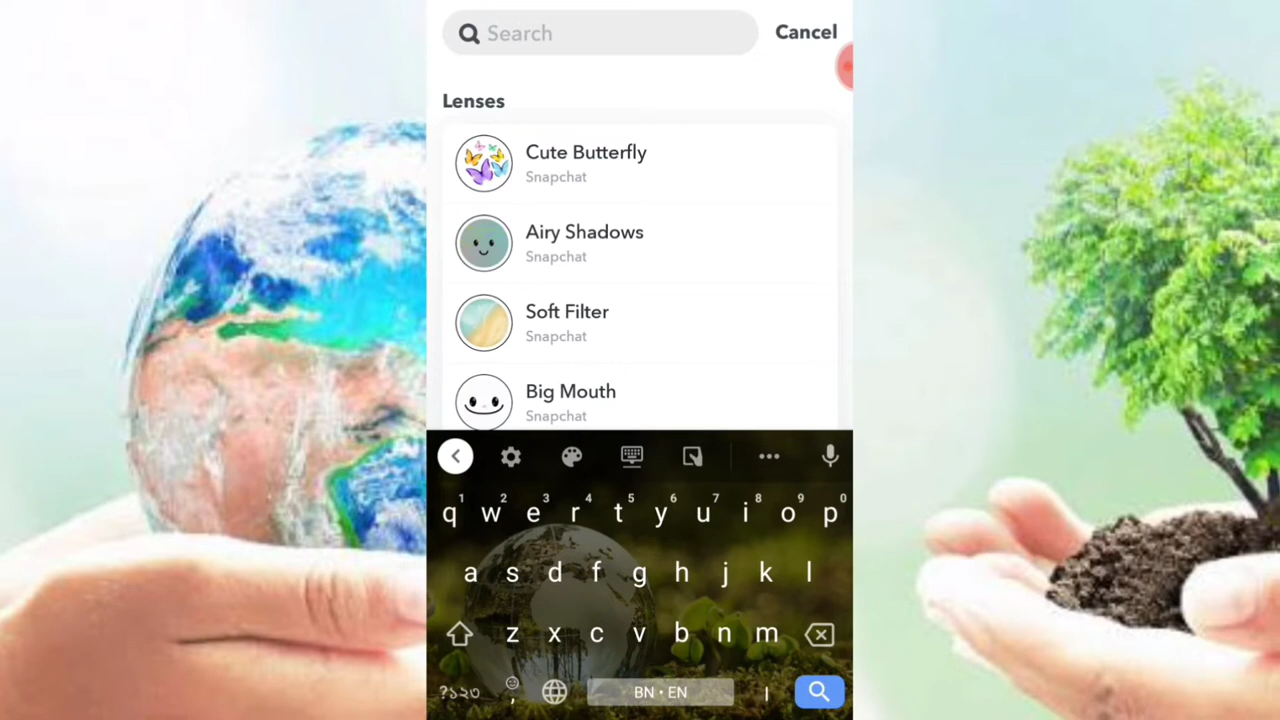 Search
Cancel
Lenses
Cute Butterfly
Snapchat
Airy Shadows
Snapchat
Soft Filter
Snapchat
Big Mouth
Snapchat
1 2 3 4 5 6 7 8 9 0
q w e r t y u i o p
a s d f g h j k l
z x c v b n m
?১২৩ , BN • EN ।